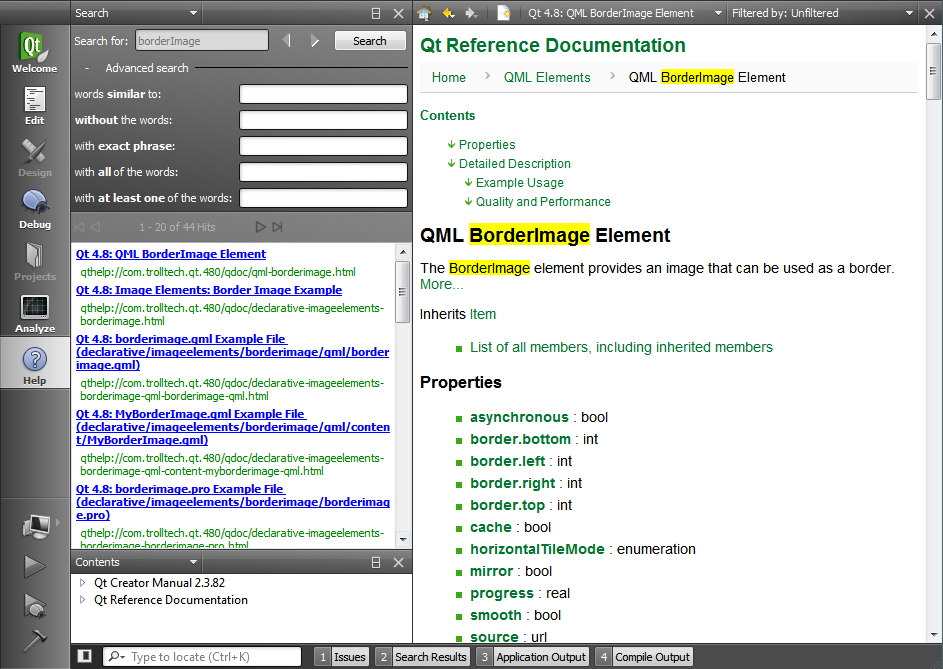 Search
Qt 4.8: QML BorderImage Element
Filtered by: Unfiltered
Qt
Welcome
Edit
Design
Debug
Projects
Analyze
Help
Search for:
borderImage
Search
- Advanced search
words similar to:
without the words:
with exact phrase:
with all of the words:
with at least one of the words:
1 - 20 of 44 Hits
Qt 4.8: QML BorderImage Element
qthelp://com.trolltech.qt.480/qdoc/qml-borderimage.html
Qt 4.8: Image Elements: Border Image Example
qthelp://com.trolltech.qt.480/qdoc/declarative-imageelements-
borderimage.html
Qt 4.8: borderimage.qml Example File
(declarative/imageelements/borderimage/qml/border
image.qml)
qthelp://com.trolltech.qt.480/qdoc/declarative-imageelements-
borderimage-qml-borderimage-qml.html
Qt 4.8: MyBorderImage.qml Example File
(declarative/imageelements/borderimage/qml/conten
t/MyBorderImage.qml)
qthelp://com.trolltech.qt.480/qdoc/declarative-imageelements-
borderimage-qml-content-myborderimage-qml.html
Qt 4.8: borderimage.pro Example File
(declarative/imageelements/borderimage/borderimag
e.pro)
qthelp://com.trolltech.qt.480/qdoc/declarative-imageelements-
borderimage-borderimage-pro.html
Contents
Qt Creator Manual 2.3.82
Qt Reference Documentation
Qt Reference Documentation
Home > QML Elements > QML BorderImage Element
Contents
Properties
Detailed Description
Example Usage
Quality and Performance
QML BorderImage Element
The BorderImage element provides an image that can be used as a border.
More...
Inherits Item
List of all members, including inherited members
Properties
asynchronous : bool
border.bottom : int
border.left : int
border.right : int
border.top : int
cache : bool
horizontalTileMode : enumeration
mirror : bool
progress : real
smooth : bool
source : url
Type to locate (Ctrl+K)
1 Issues
2 Search Results
3 Application Output
4 Compile Output